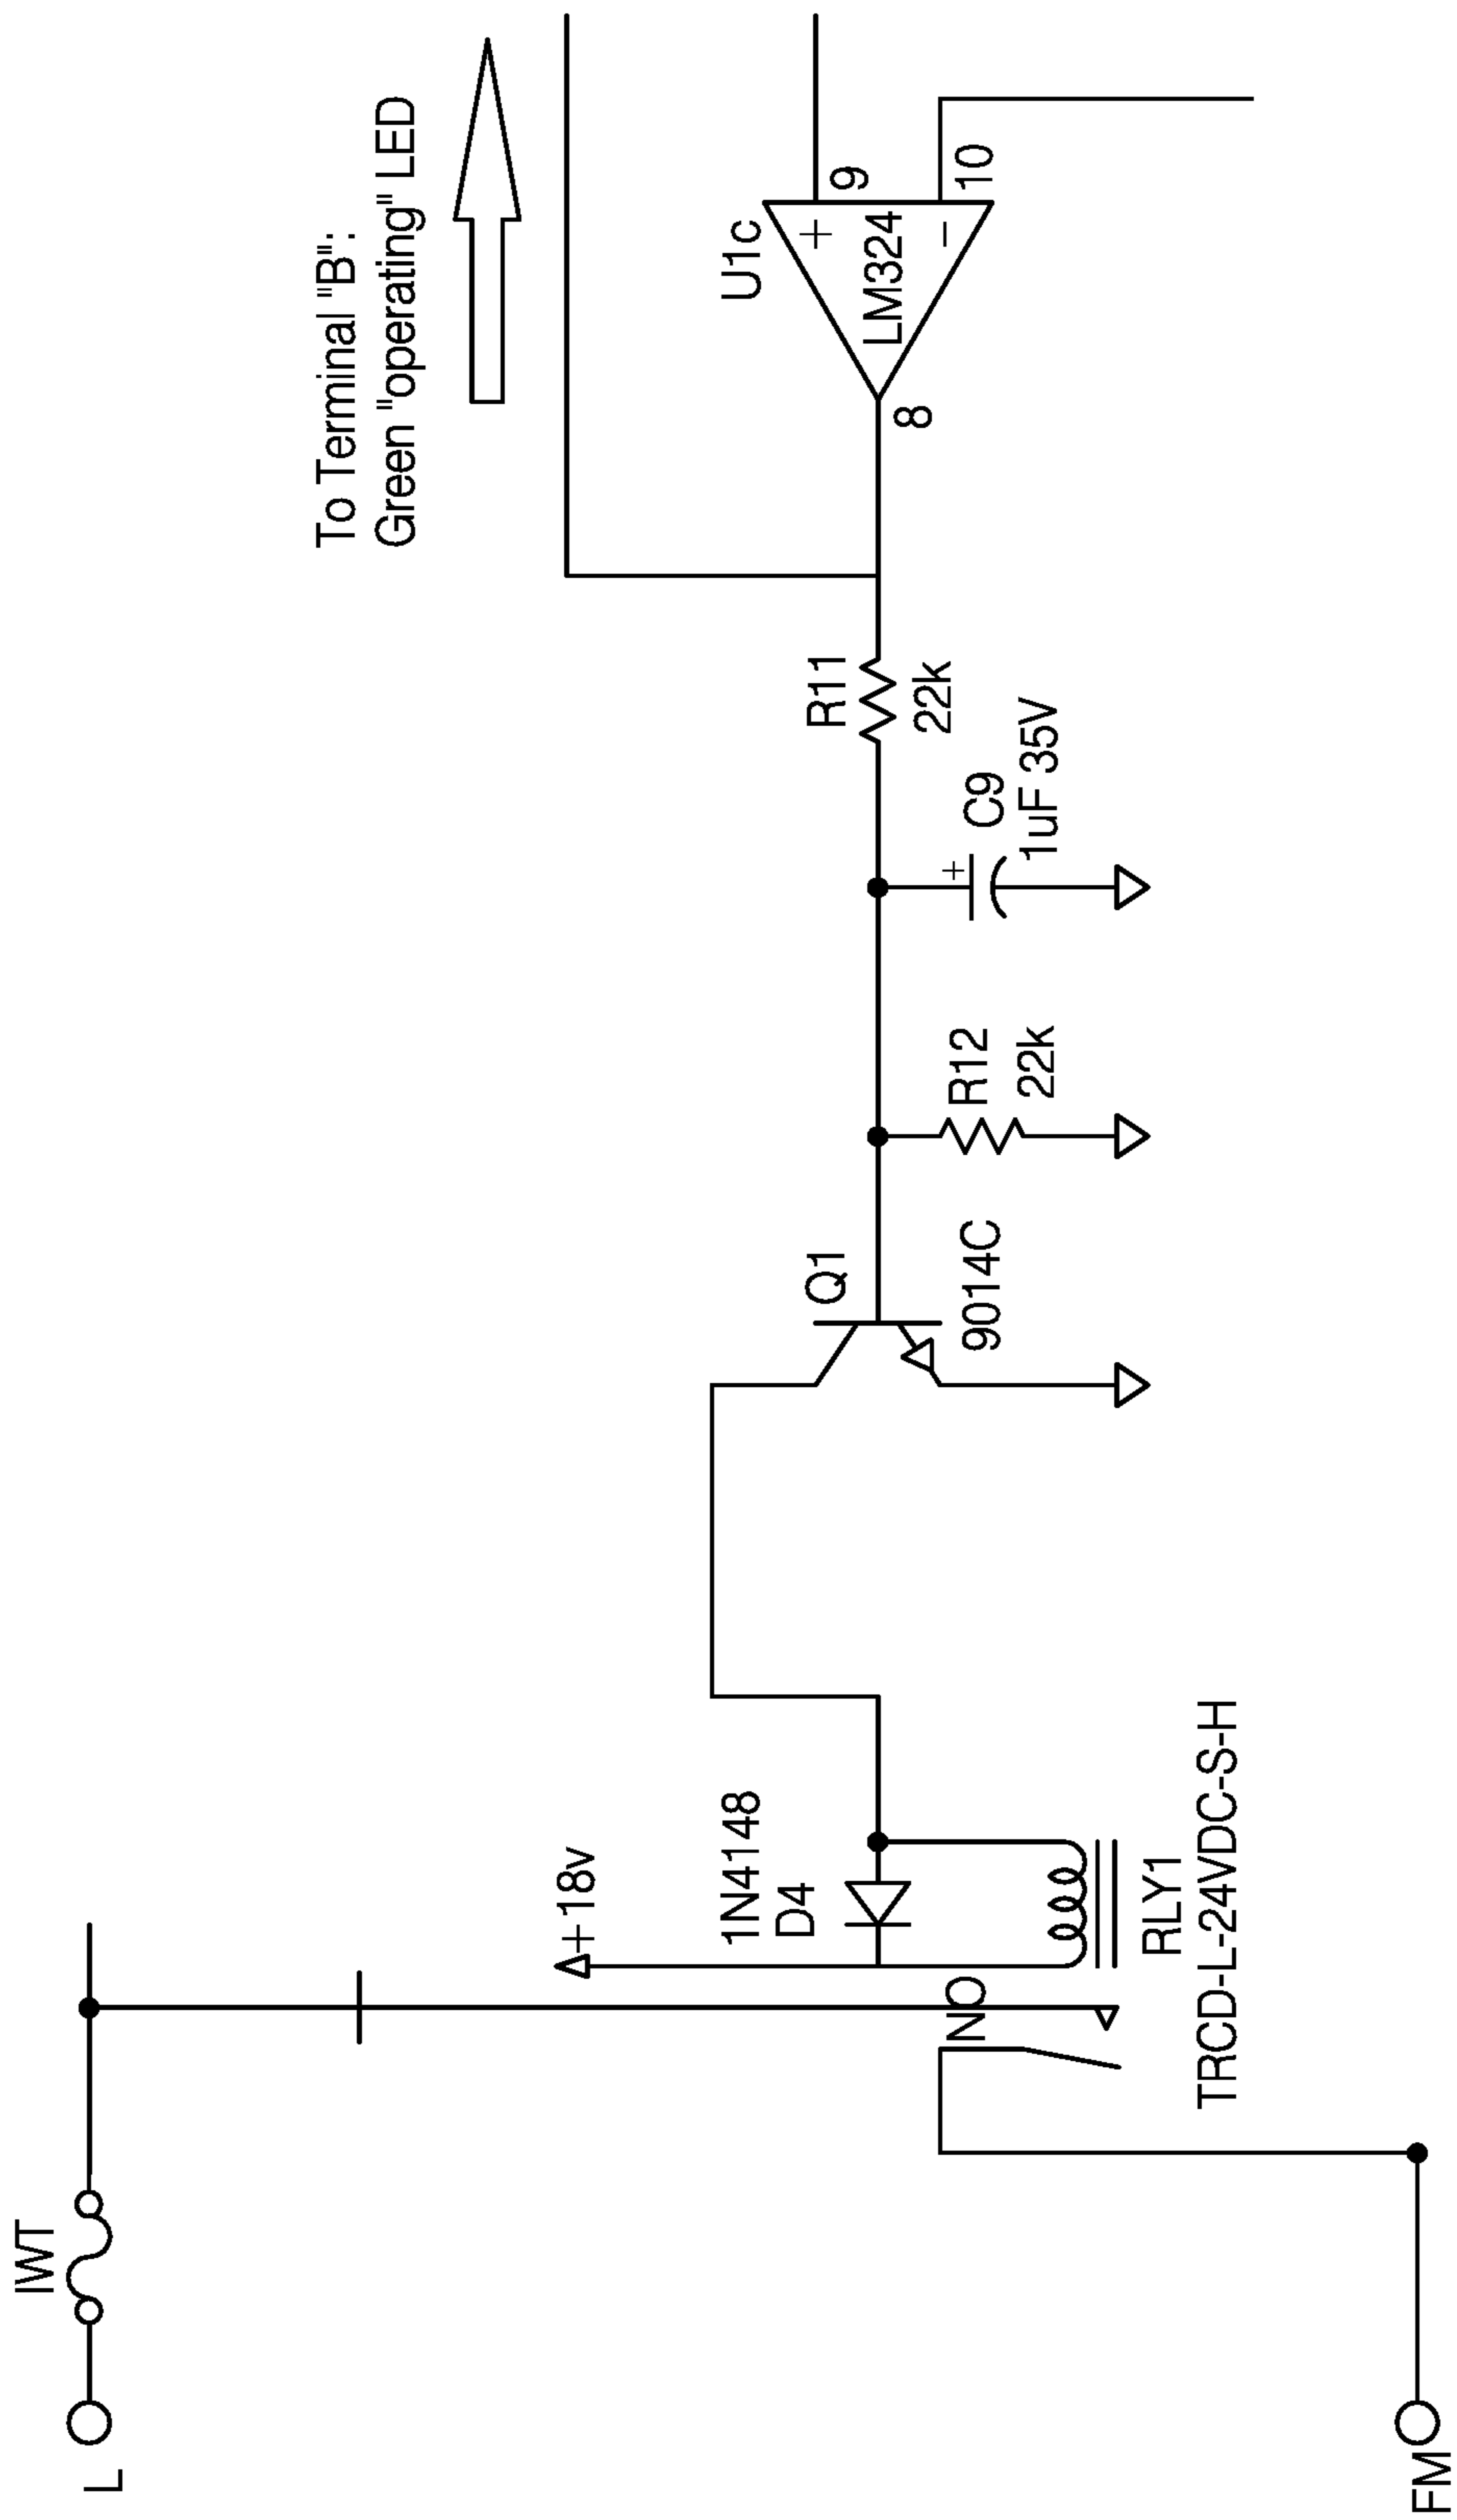 To Terminal "B":
Green "operating" LED
U1c
9
+
LM324
-
10
8
R11
22k
C9
+
1uF 35V
R12
22k
Q1
9014C
+18v
1N4148
D4
NO
RLY1
TRCD-L-24VDC-S-H
IWT
L
FM